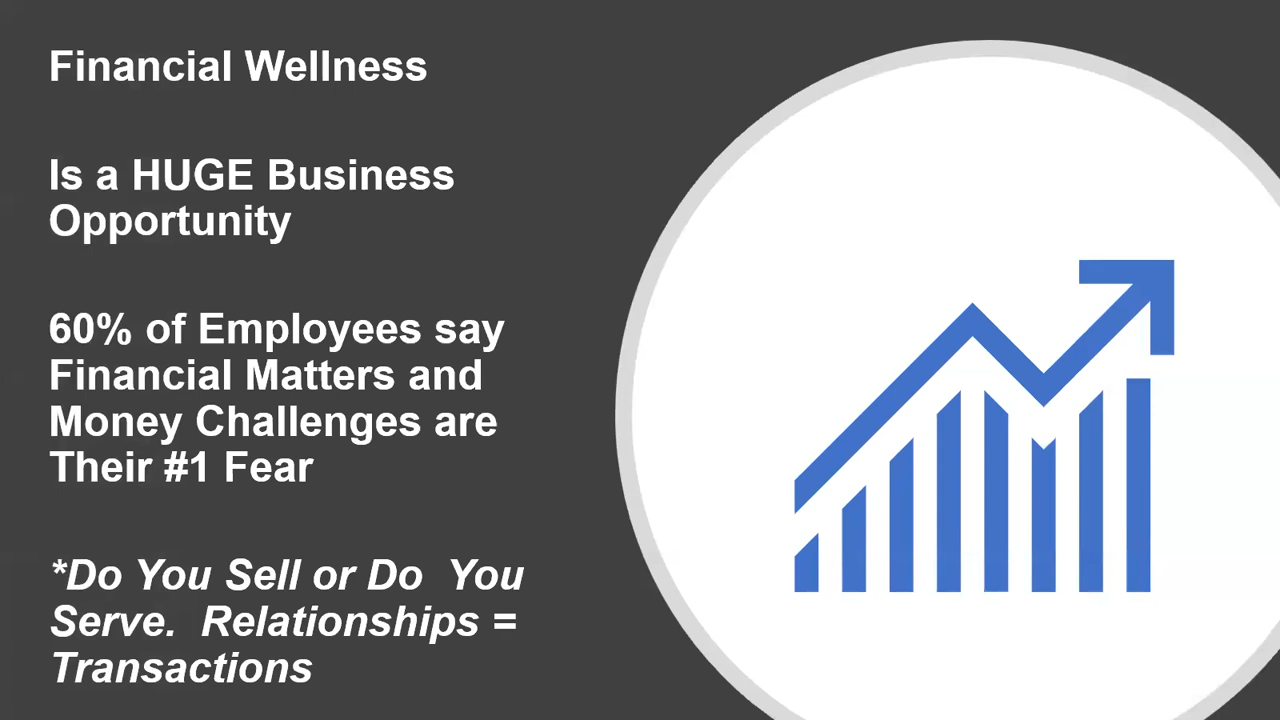 Financial Wellness
Is a HUGE Business
Opportunity
60% of Employees say
Financial Matters and
Money Challenges are
Their #1 Fear
*Do You Sell or Do  You
Serve.  Relationships =
Transactions